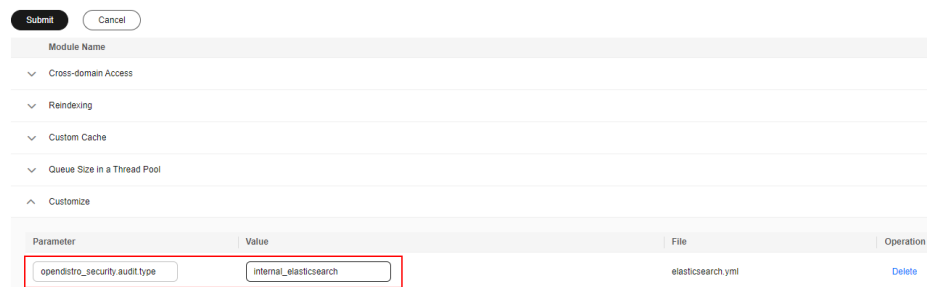 Submit Cancel
Module Name
Cross-domain Access
Reindexing
Custom Cache
Queue Size in a Thread Pool
Customize
Parameter Value File Operation
opendistro_security.audit.type internal_elasticsearch elasticsearch.yml Delete